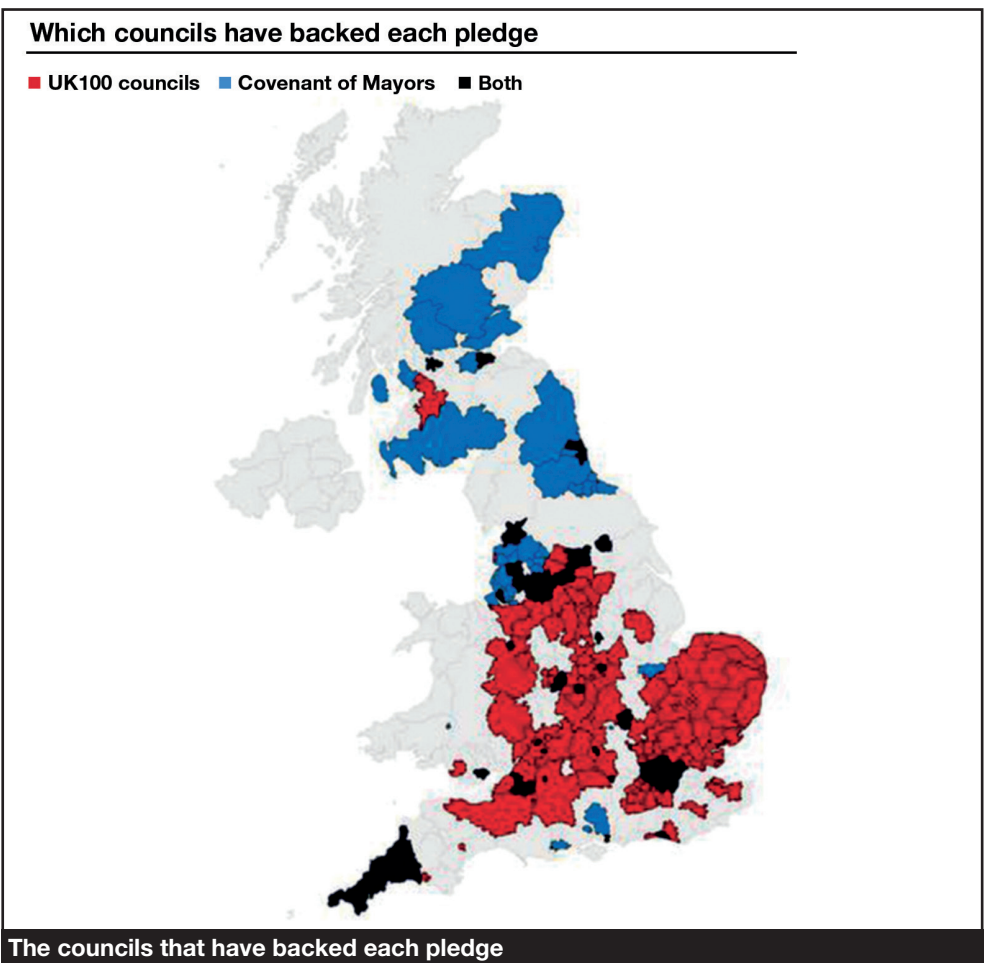 Which councils have backed each pledge
UK100 councils Covenant of Mayors Both
The councils that have backed each pledge